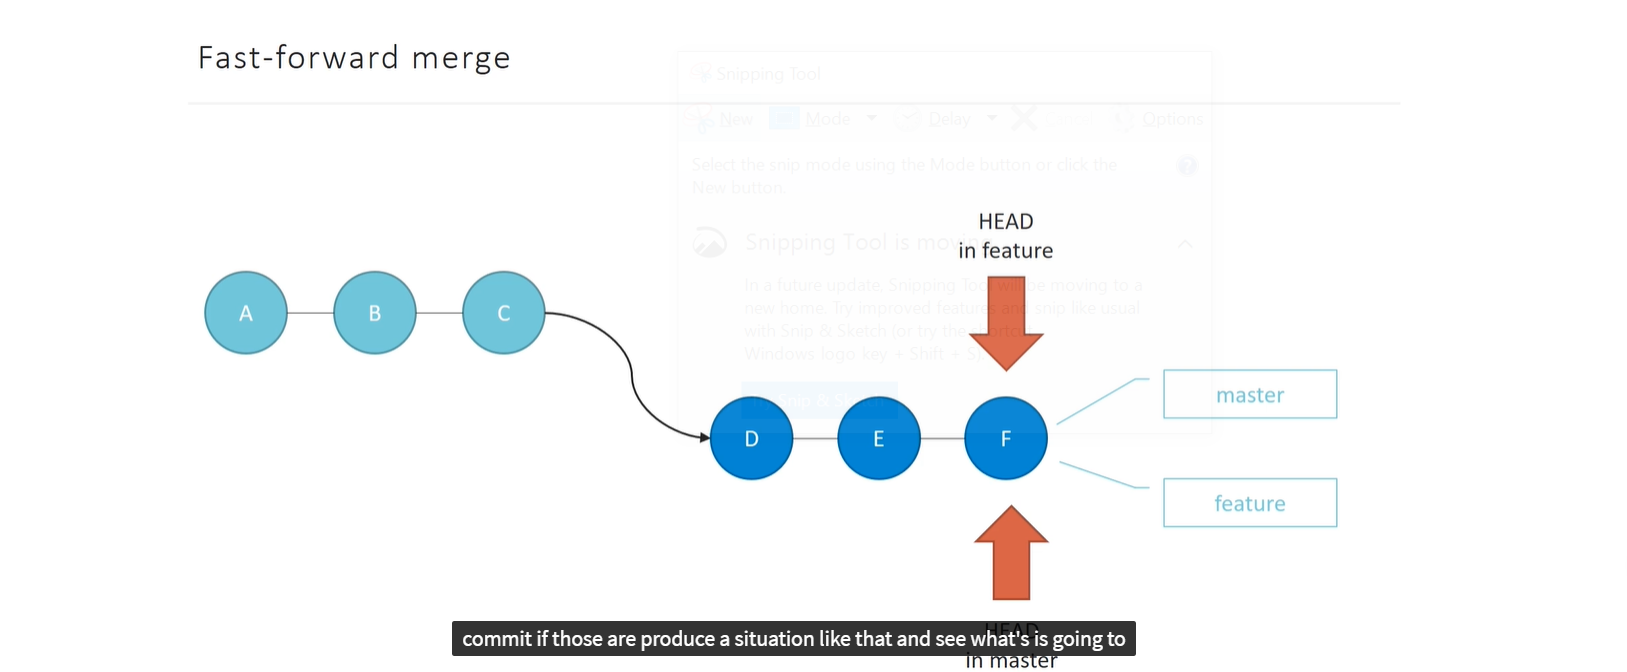 Fast-forward merge
Snipping Tool
New Mode Delay Cancel Options
Select the snip mode using the Mode button or click the
New button.
HEAD
in feature
Snipping Tool is moving
In a future update, Snipping Tool will be moving to a
new home. Try improved features and snip like usual
with Snip & Sketch (or try the shortcut
Windows logo key + Shift + S)
A
B
C
D
E
F
master
feature
HEAD
in master
commit if those are produce a situation like that and see what's is going to